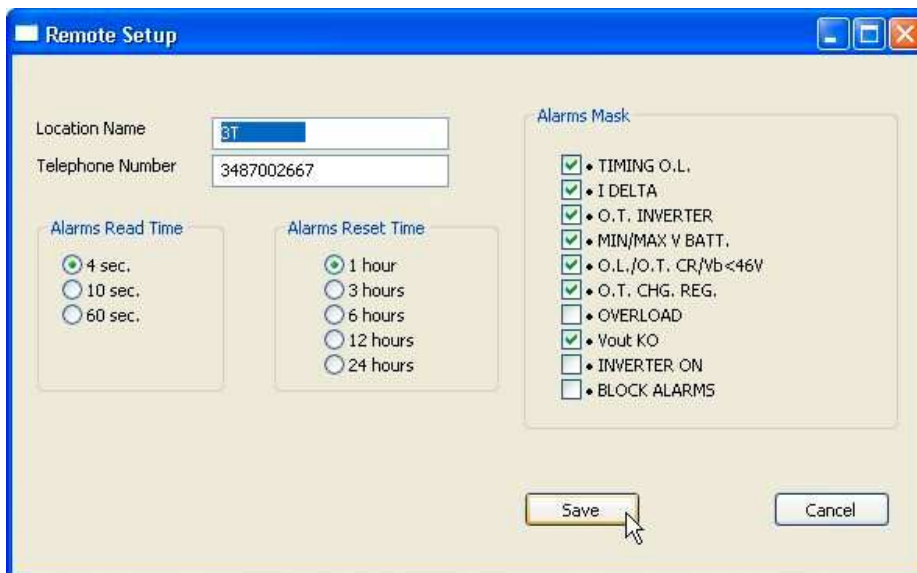 Remote Setup
Location Name
3T
Telephone Number
3487002667
Alarms Read Time
4 sec.
10 sec.
60 sec.
Alarms Reset Time
1 hour
3 hours
6 hours
12 hours
24 hours
Alarms Mask
• TIMING O.L.
• I DELTA
• O.T. INVERTER
• MIN/MAX V BATT.
• O.L./O.T. CR/Vb<46V
• O.T. CHG. REG.
• OVERLOAD
• Vout KO
• INVERTER ON
• BLOCK ALARMS
Save
Cancel